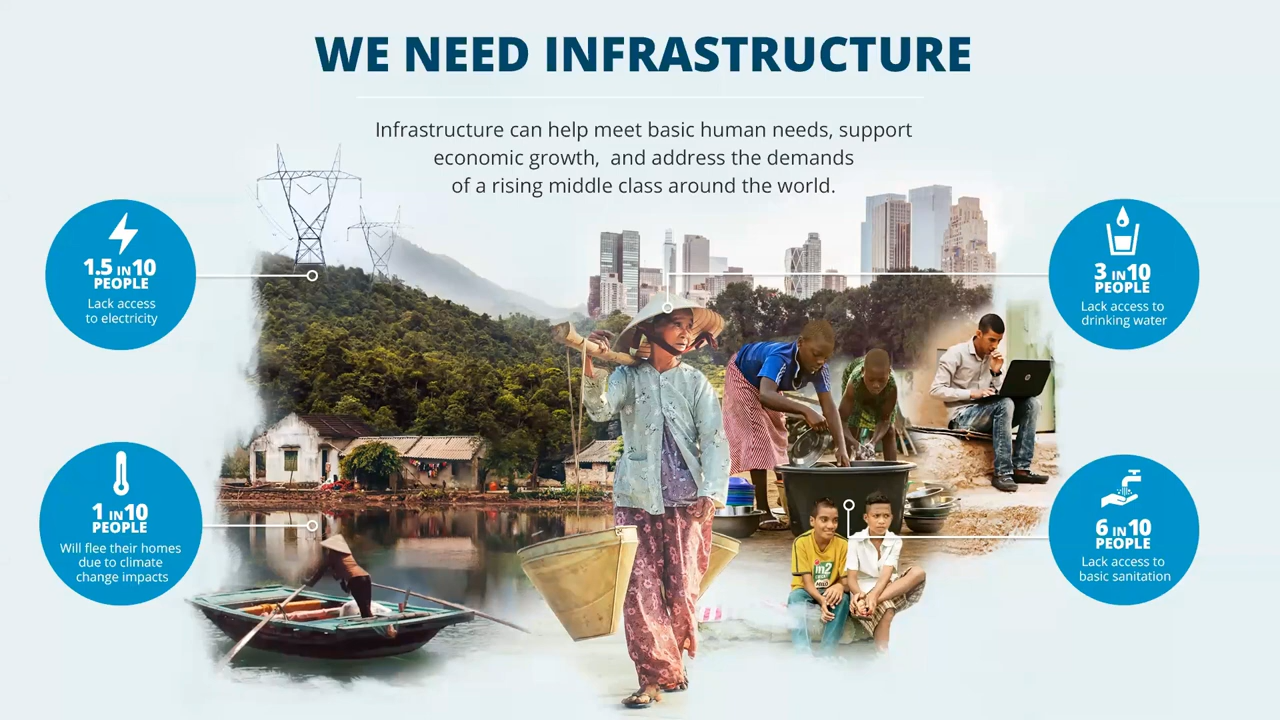 WE NEED INFRASTRUCTURE
Infrastructure can help meet basic human needs, support
economic growth,  and address the demands
of a rising middle class around the world.
1.5 IN 10
PEOPLE
Lack access
to electricity
3 IN 10
PEOPLE
Lack access to
drinking water
1 IN 10
PEOPLE
Will flee their homes
due to climate
change impacts
6 IN 10
PEOPLE
Lack access to
basic sanitation
m2